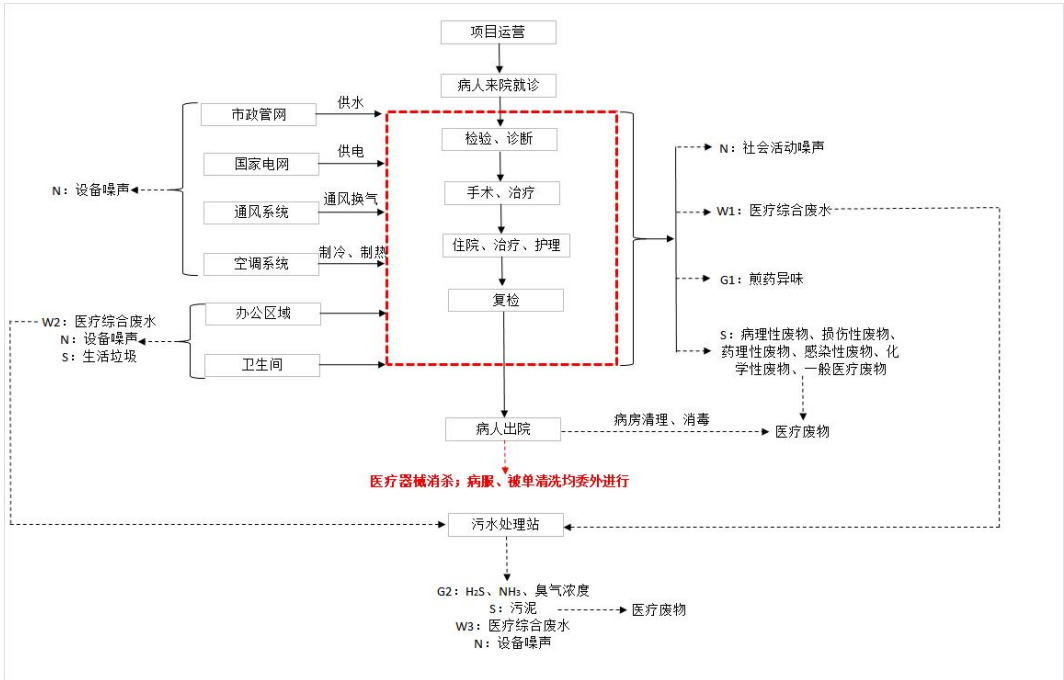 项目运营
病人来院就诊
市政管网
供水
检验、诊断
N：社会活动噪声
国家电网
供电
N：设备噪声
手术、治疗
通风系统
通风换气
W1：医疗综合废水
住院、治疗、护理
空调系统
制冷、制热
G1：煎药异味
复检
办公区域
W2：医疗综合废水
N：设备噪声
S：生活垃圾
卫生间
S：病理性废物、损伤性废物、
药理性废物、感染性废物、化
学性废物、一般医疗废物
病人出院
病房清理、消毒
医疗废物
医疗器械消杀；病服、被单清洗均委外进行
污水处理站
G2：H₂S、NH₃、臭气浓度
S：污泥
医疗废物
W3：医疗综合废水
N：设备噪声